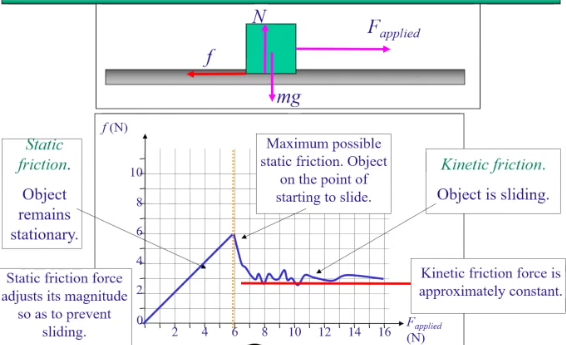 N
F applied
f
mg
f (N)
Static
friction.
Object
remains
stationary.
Maximum possible
static friction. Object
on the point of
starting to slide.
Kinetic friction.
Object is sliding.
Static friction force
adjusts its magnitude
so as to prevent
sliding.
Kinetic friction force is
approximately constant.
10
8
6
4
2
0
2 4 6 8 10 12 14 16
F applied
(N)